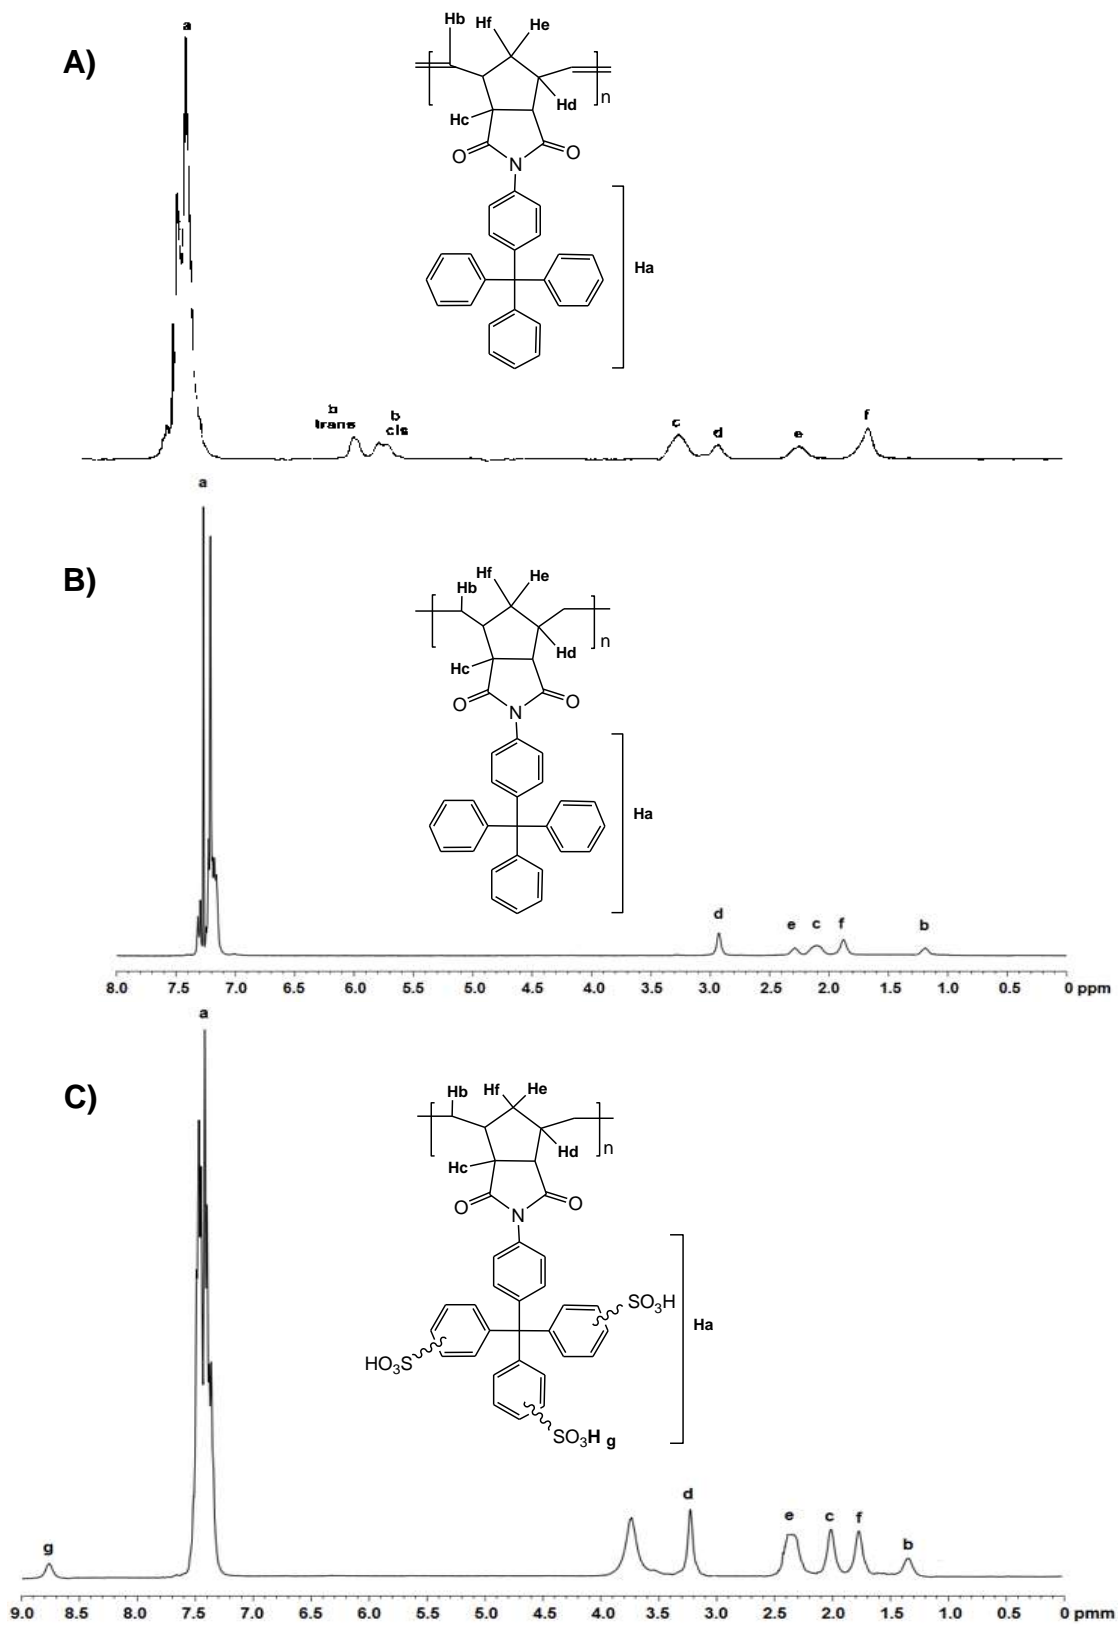 a
A)
Hb Hf He
n
Hd
Hc
O O
N
Ha
b
trans
b
cis
c d e f
a
B)
Hf He
Hb
n
Hd
Hc
O O
N
Ha
d e c f b
8.0 7.5 7.0 6.5 6.0 5.5 5.0 4.5 4.0 3.5 3.0 2.5 2.0 1.5 1.0 0.5 0 ppm
a
C)
Hb Hf He
n
Hd
Hc
O O
N
SO3H
Ha
HO3S
SO3H g
g d e c f b
9.0 8.5 8.0 7.5 7.0 6.5 6.0 5.5 5.0 4.5 4.0 3.5 3.0 2.5 2.0 1.5 1.0 0.5 0 pmm